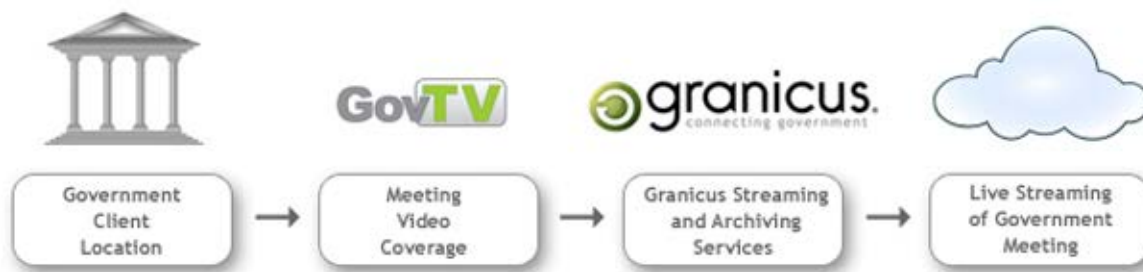 GovTV
granicus.
connecting government
Government
Client
Location
Meeting
Video
Coverage
Granicus Streaming
and Archiving
Services
Live Streaming
of Government
Meeting